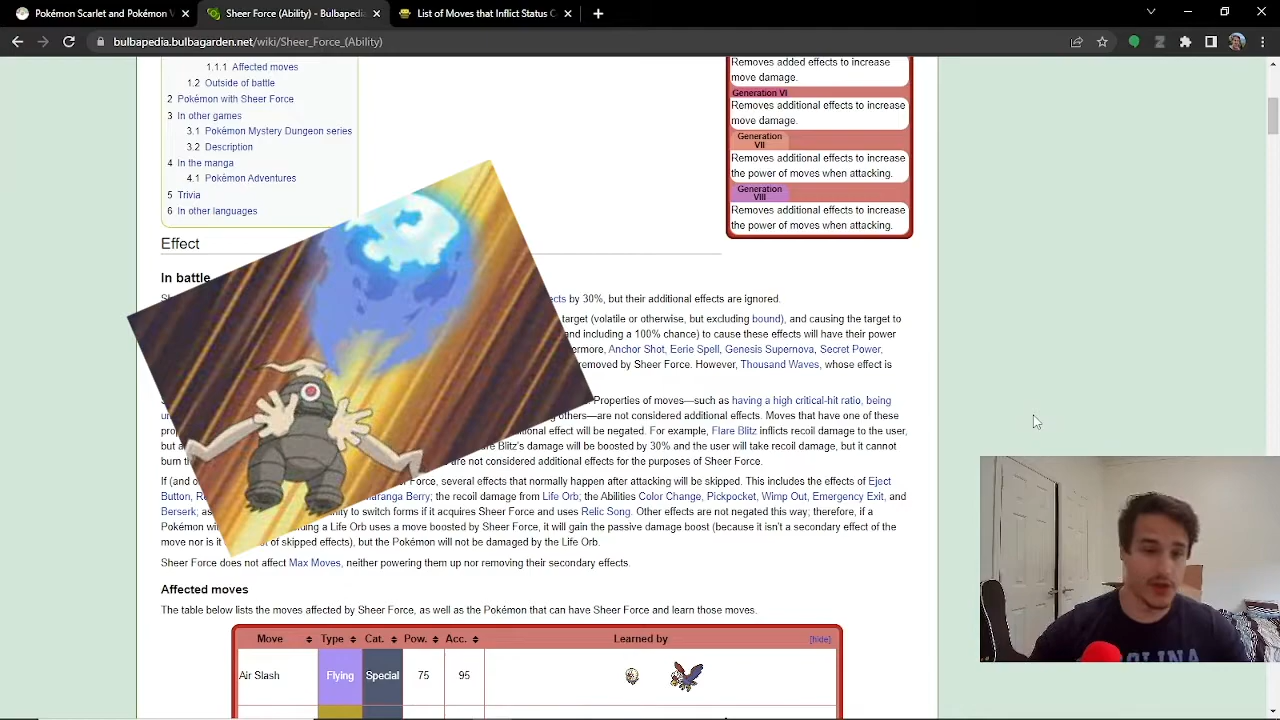 Pokémon Scarlet and Pokémon V
Sheer Force (Ability) - Bulbapedia
List of Moves that Inflict Status C
bulbapedia.bulbagarden.net/wiki/Sheer_Force_(Ability)
1.1.1 Affected moves
1.2 Outside of battle
2 Pokémon with Sheer Force
3 In other games
3.1 Pokémon Mystery Dungeon series
3.2 Description
4 In the manga
4.1 Pokémon Adventures
5 Trivia
6 In other languages
Removes added effects to increase
move damage.
Generation VI
Removes additional effects to increase
move damage.
Generation
VII
Removes additional effects to increase
the power of moves when attacking.
Generation
VIII
Removes additional effects to increase
the power of moves when attacking.
Effect
In battle
by 30%, but their additional effects are ignored.
target (volatile or otherwise, but excluding bound), and causing the target to
and including a 100% chance) to cause these effects will have their power
Anchor Shot, Eerie Spell, Genesis Supernova, Secret Power,
removed by Sheer Force. However, Thousand Waves, whose effect is
Properties of moves—such as having a high critical-hit ratio, being
others—are not considered additional effects. Moves that have one of these
effect will be negated. For example, Flare Blitz inflicts recoil damage to the user,
but Blitz's damage will be boosted by 30% and the user will take recoil damage, but it cannot
burn are not considered additional effects for the purposes of Sheer Force.
If (and Force, several effects that normally happen after attacking will be skipped. This includes the effects of Eject
Button, Berry; the recoil damage from Life Orb; the Abilities Color Change, Pickpocket, Wimp Out, Emergency Exit, and
Berserk; to switch forms if it acquires Sheer Force and uses Relic Song. Other effects are not negated this way; therefore, if a
Pokémon a Life Orb uses a move boosted by Sheer Force, it will gain the passive damage boost (because it isn't a secondary effect of the
move nor is it of skipped effects), but the Pokémon will not be damaged by the Life Orb.
Sheer Force does not affect Max Moves, neither powering them up nor removing their secondary effects.
Affected moves
The table below lists the moves affected by Sheer Force, as well as the Pokémon that can have Sheer Force and learn those moves.
Move Type Cat. Pow. Acc. Learned by [hide]
Air Slash Flying Special 75 95
OLINA